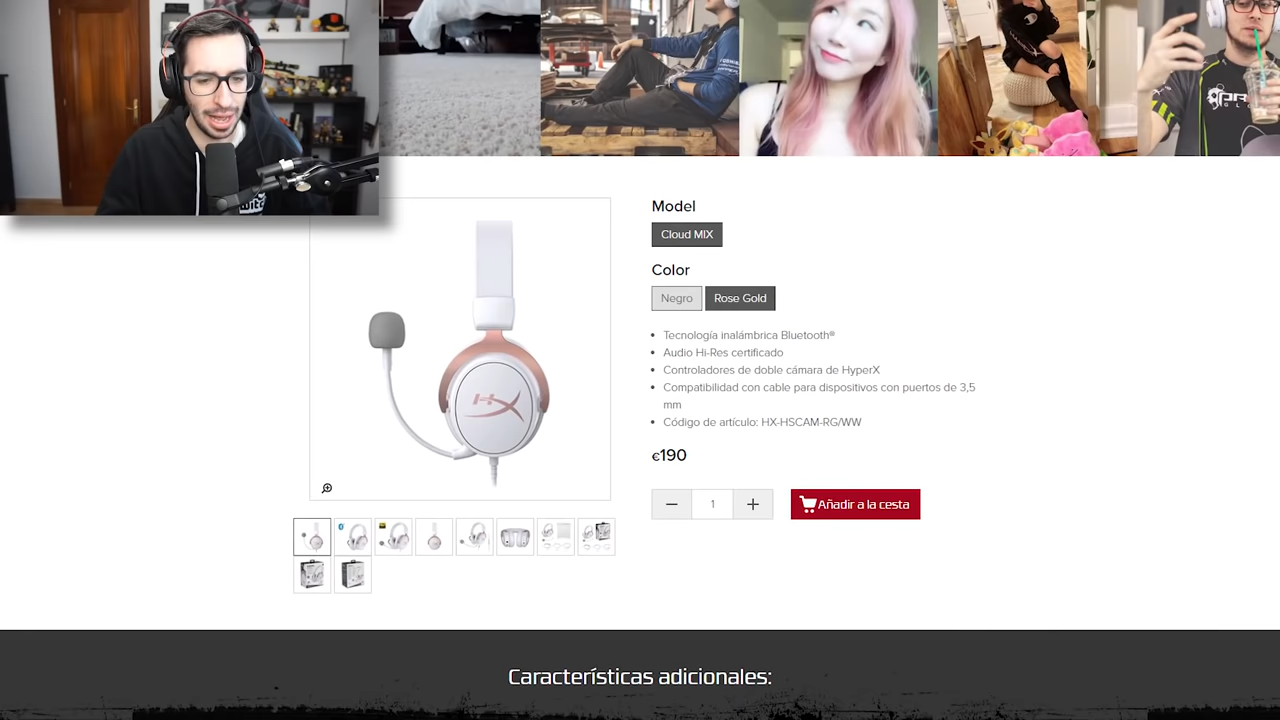 Model
Cloud MIX
Color
Negro
Rose Gold
Tecnología inalámbrica Bluetooth®
Audio Hi-Res certificado
Controladores de doble cámara de HyperX
Compatibilidad con cable para dispositivos con puertos de 3,5
mm
Código de artículo: HX-HSCAM-RG/WW
€190
1
Añadir a la cesta
Características adicionales: